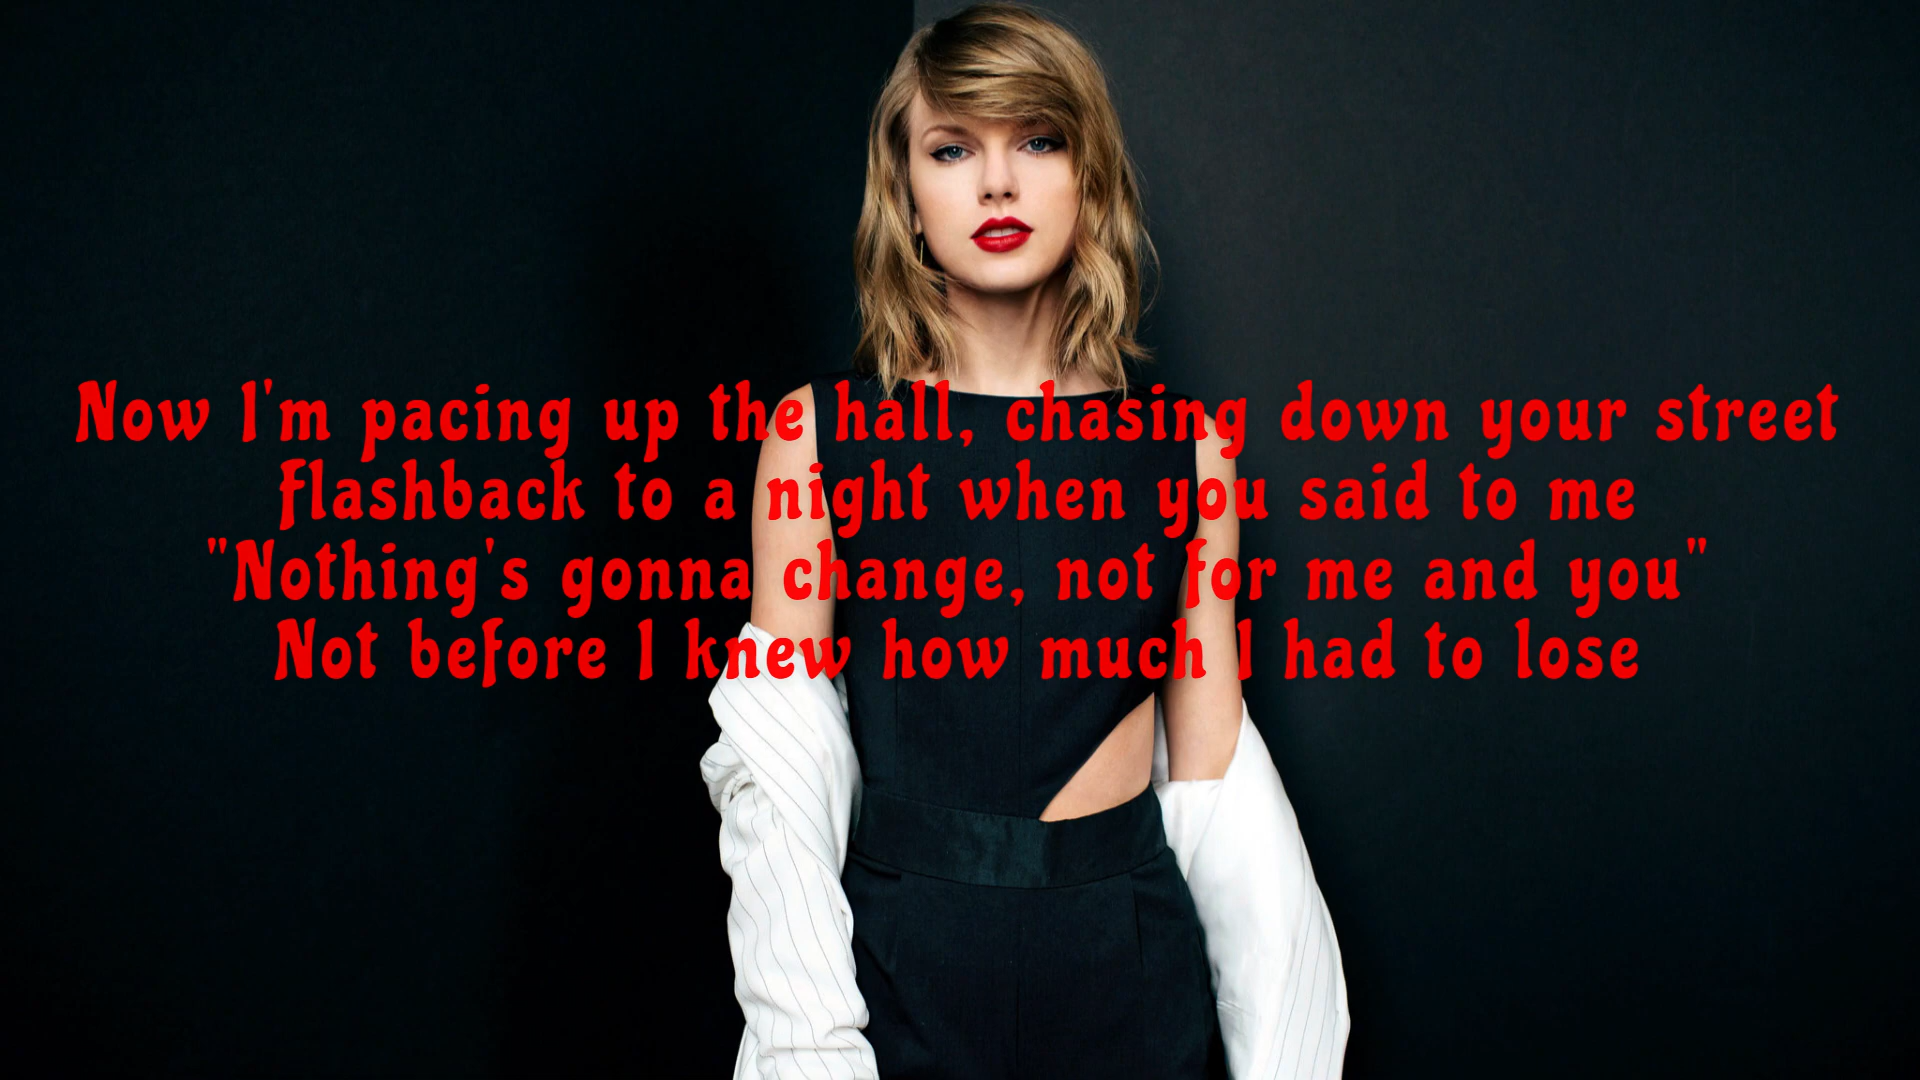 Now I'm pacing up the hall, chasing down your street
Flashback to a night when you said to me
"Nothing's gonna change, not for me and you"
Not before I knew how much I had to lose